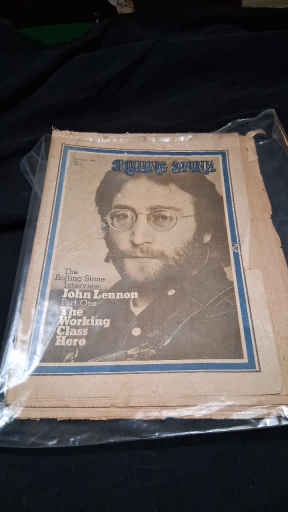 ROLLING STONE
The
Rolling Stone
Interview:
John Lennon
Part One
The
Working
Class
Hero